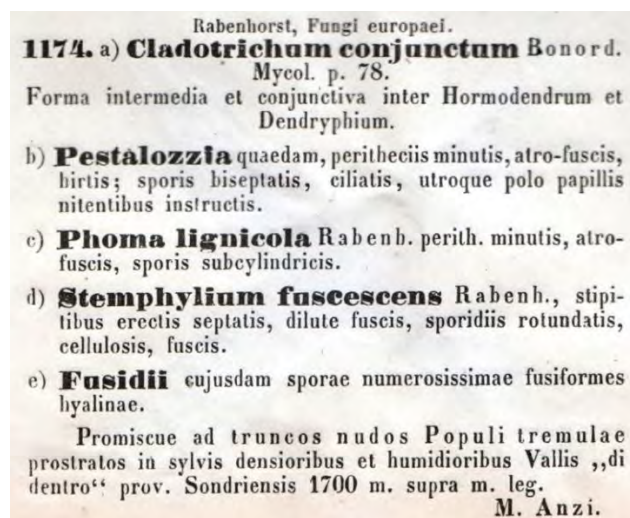 Rabenhorst, Fungi europaei.
1174. a) Cladotrichum conjunctum Bonord.
Mycol. p. 78.
Forma intermedia et conjunctiva inter Hormodendrum et
Dendryphium.
b) Pestalozzia quaedam, peritheciis minutis, atro-fuscis,
hirtis; sporis biseptatis, ciliatis, utroque polo papillis
nitentibus instructis.
c) Phoma lignicola Rabenh. perith. minutis, atro-
fuscis, sporis subcylindricis.
d) Stemphylium fuscescens Rabenh., stipi-
tibus erectis septatis, dilute fuscis, sporidiis rotundatis,
cellulosis, fuscis.
e) Fusidii cujusdam sporae numerosissimae fusiformes
hyalinae.
Promiscue ad truncos nudos Populi tremulae
prostratos in sylvis densioribus et humidioribus Vallis „di
dentro“ prov. Sondriensis 1700 m. supra m. leg.
M. Anzi.